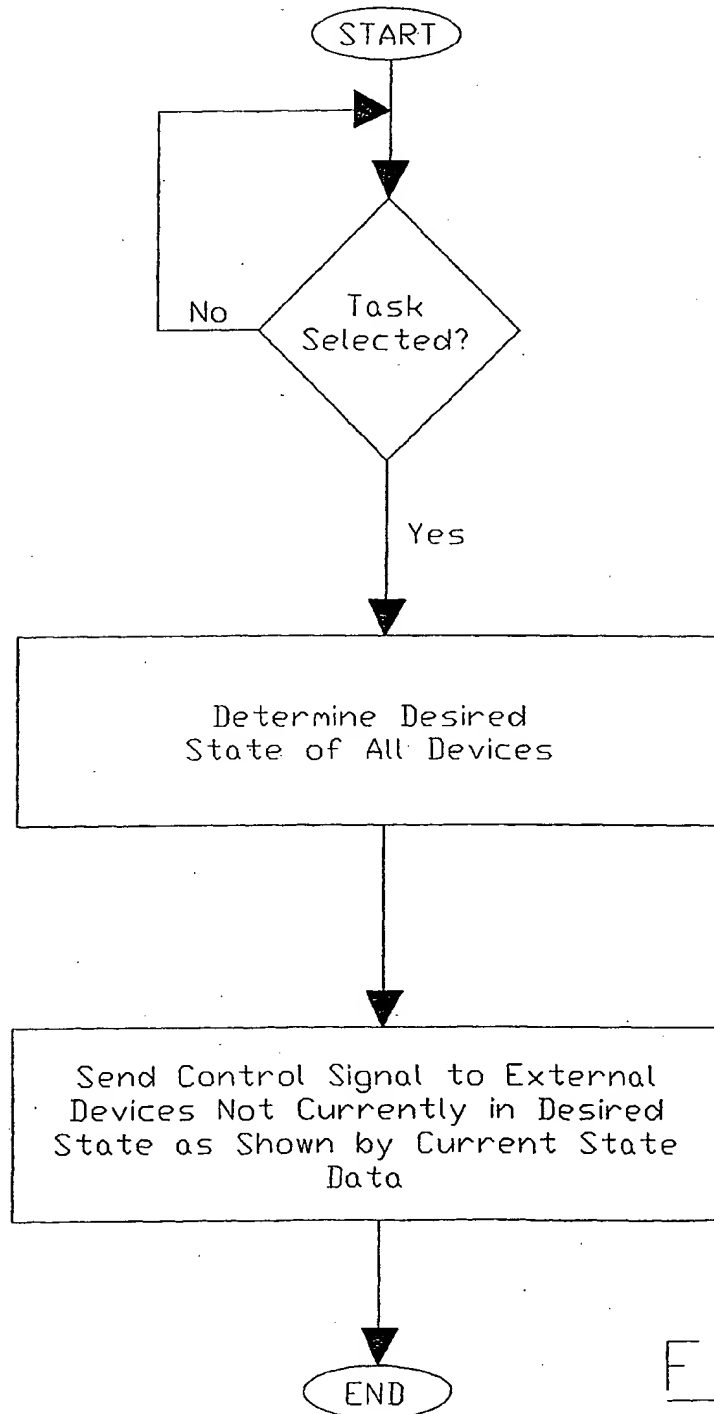 START
Task
Selected?
No
Yes
Determine Desired
State of All Devices
Send Control Signal to External
Devices Not Currently in Desired
State as Shown by Current State
Data
END
F